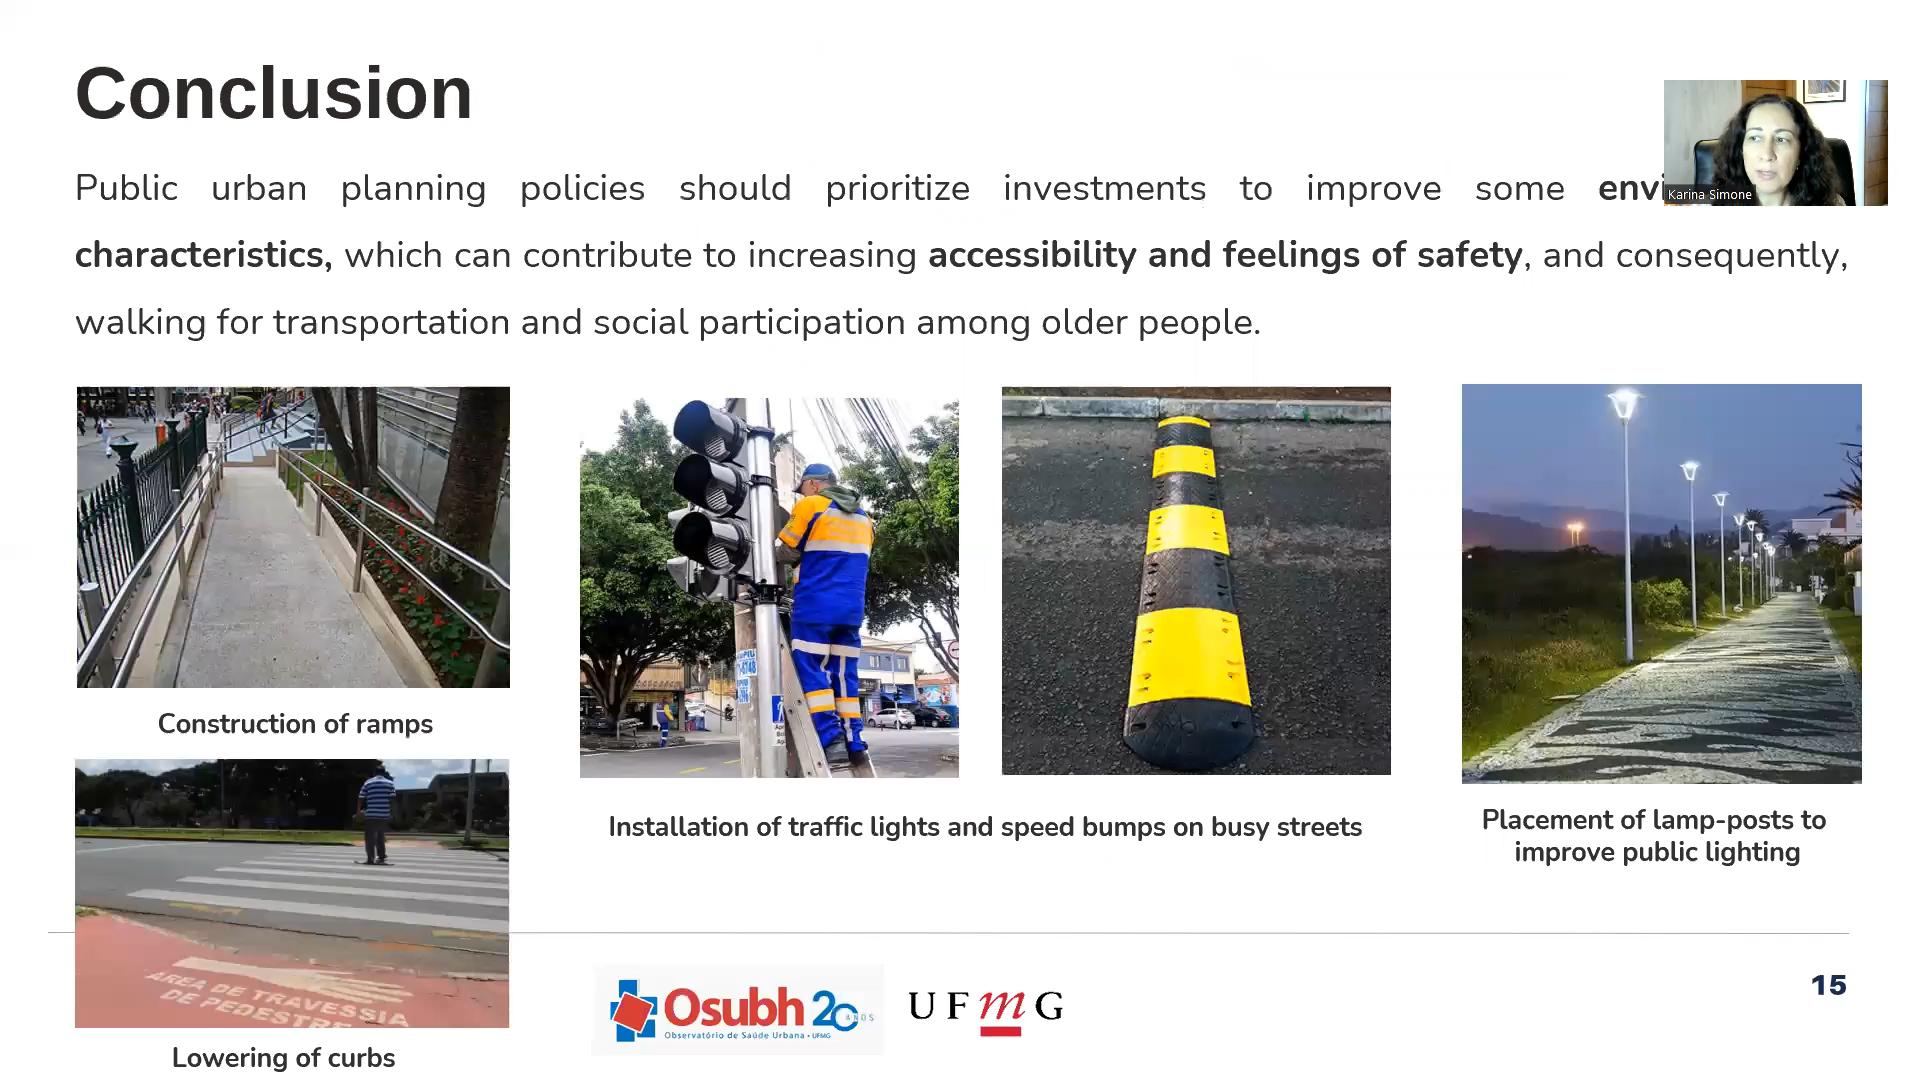 Conclusion
Public urban planning policies should prioritize investments to improve some
characteristics, which can contribute to increasing accessibility and feelings of safety, and consequently,
walking for transportation and social participation among older people.
Karina Simone
Construction of ramps
Installation of traffic lights and speed bumps on busy streets
Placement of lamp-posts to
improve public lighting
ÁREA DE TRAVESSIA
DE PEDESTRE
Lowering of curbs
Osubh 20 ANOS
Observatório de Saúde Urbana • UFMG
UFmG
15